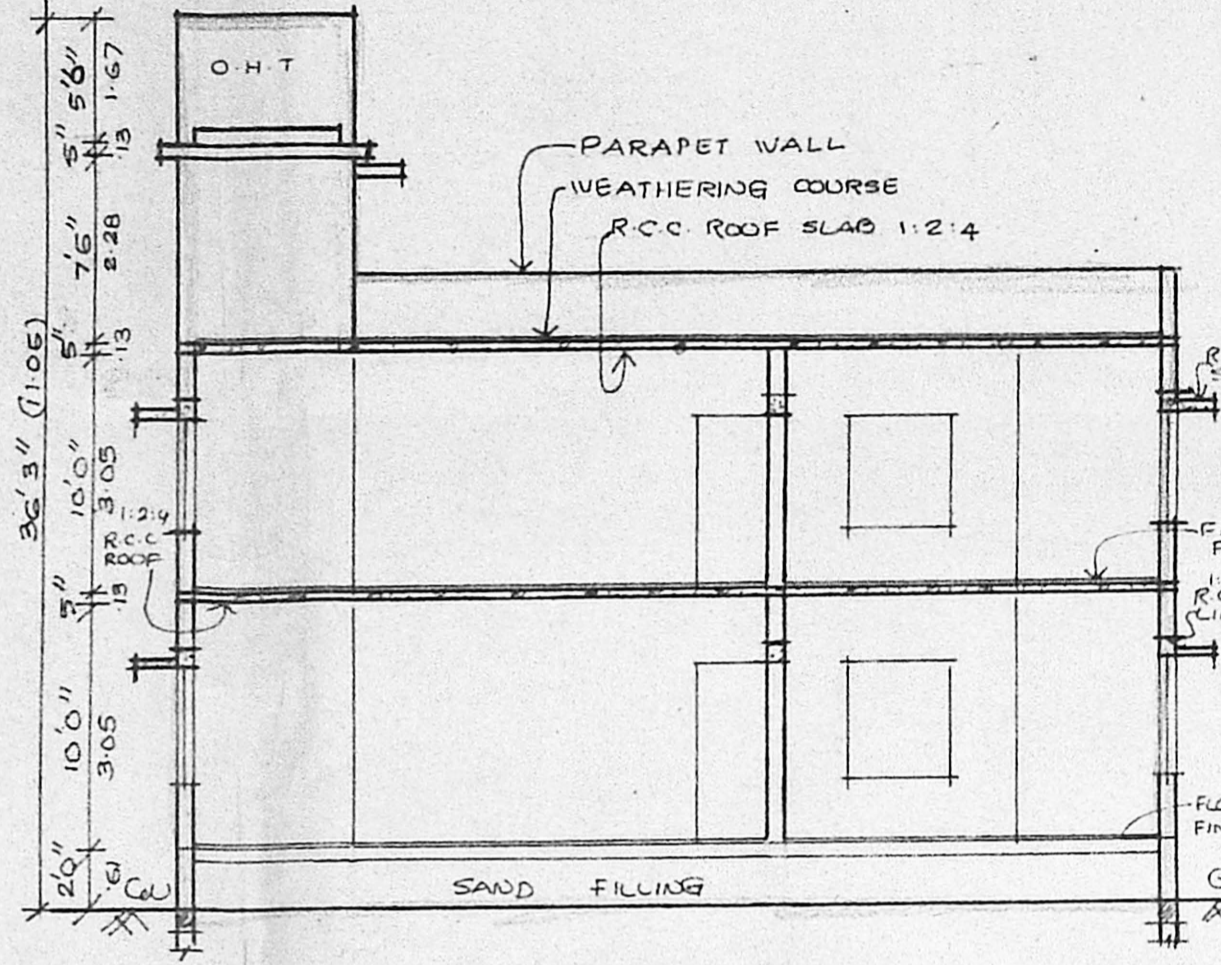 O.H.T
PARAPET WALL
WEATHERING COURSE
R.C.C. ROOF SLAB 1:2:4
36'3" (11.05)
5'6"
1.67
5"
.13
7'6"
2.28
5"
.13
10'0"
3.05
1:2:4
R.C.C
ROOF
5"
.13
10'0"
3.05
2'0"
.61
SAND FILLING